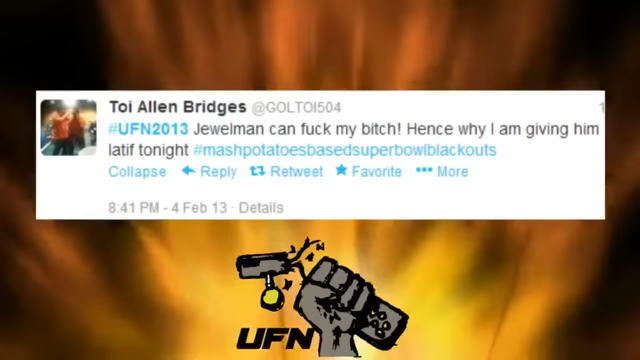 Toi Allen Bridges @GOLTOI504 1
#UFN2013 Jewelman can fuck my bitch! Hence why I am giving him
latif tonight #mashpotatoesbasedsuperbowlblackouts
Collapse Reply Retweet Favorite More
8:41 PM - 4 Feb 13 · Details
UFN